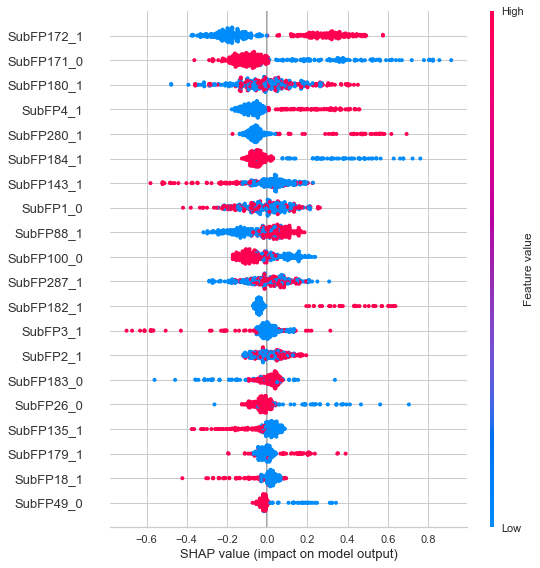 High
SubFP172_1
SubFP171_0
SubFP180_1
SubFP4_1
SubFP280_1
SubFP184_1
SubFP143_1
SubFP1_0
SubFP88_1
SubFP100_0
SubFP287_1
SubFP182_1
SubFP3_1
SubFP2_1
SubFP183_0
SubFP26_0
SubFP135_1
SubFP179_1
SubFP18_1
SubFP49_0
Feature value
Low
−0.6 −0.4 −0.2 0.0 0.2 0.4 0.6 0.8
SHAP value (impact on model output)